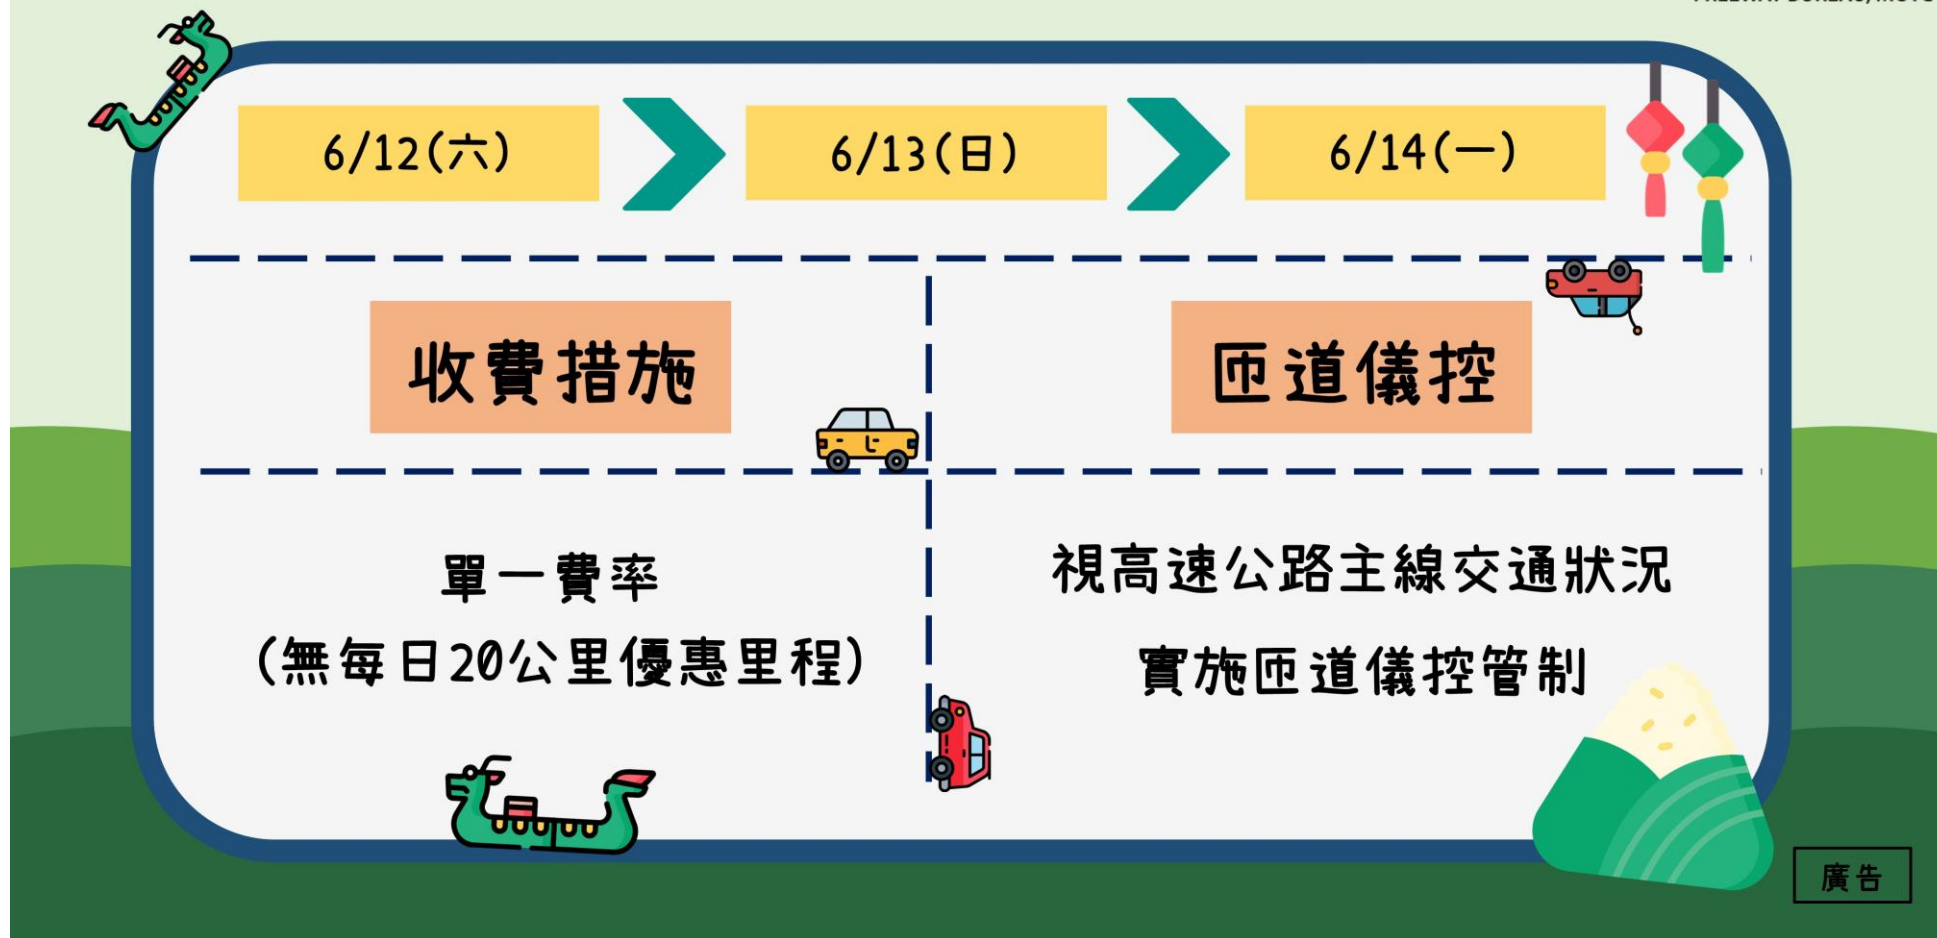 6/12(六)
6/13(日)
6/14(一)
收費措施
匝道儀控
單一費率
(無每日20公里優惠里程)
視高速公路主線交通狀況
實施匝道儀控管制
廣告